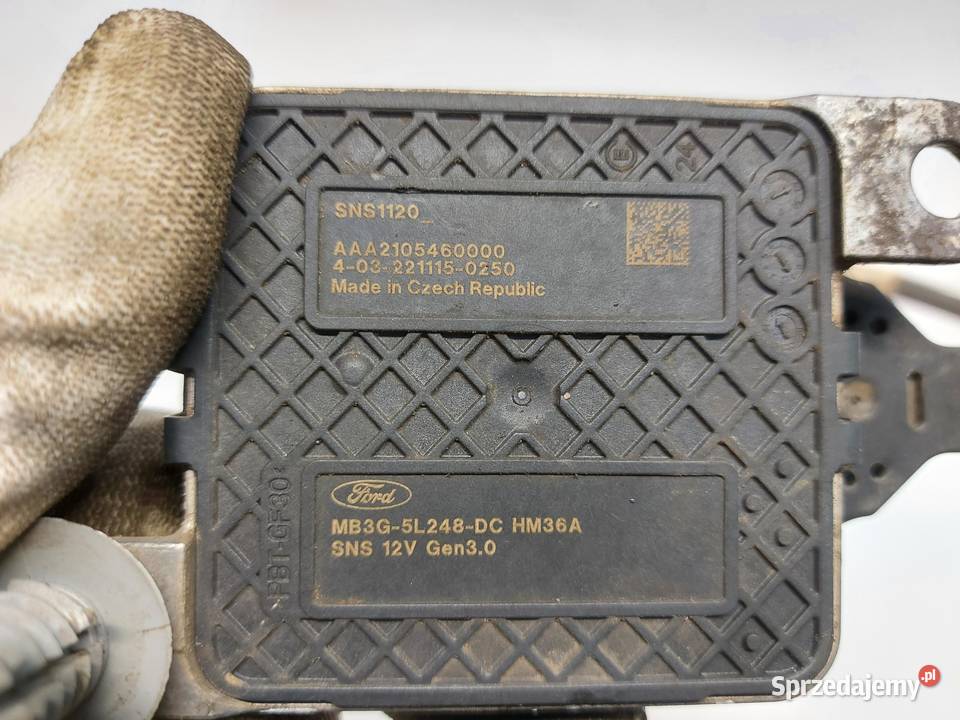 24
SNS1120_
AAA2105460000
4-03-221115-0250
Made in Czech Republic
PBT-GF30
Ford
MB3G-5L248-DC HM36A
SNS 12V Gen3.0
Sprzedajemy.pl